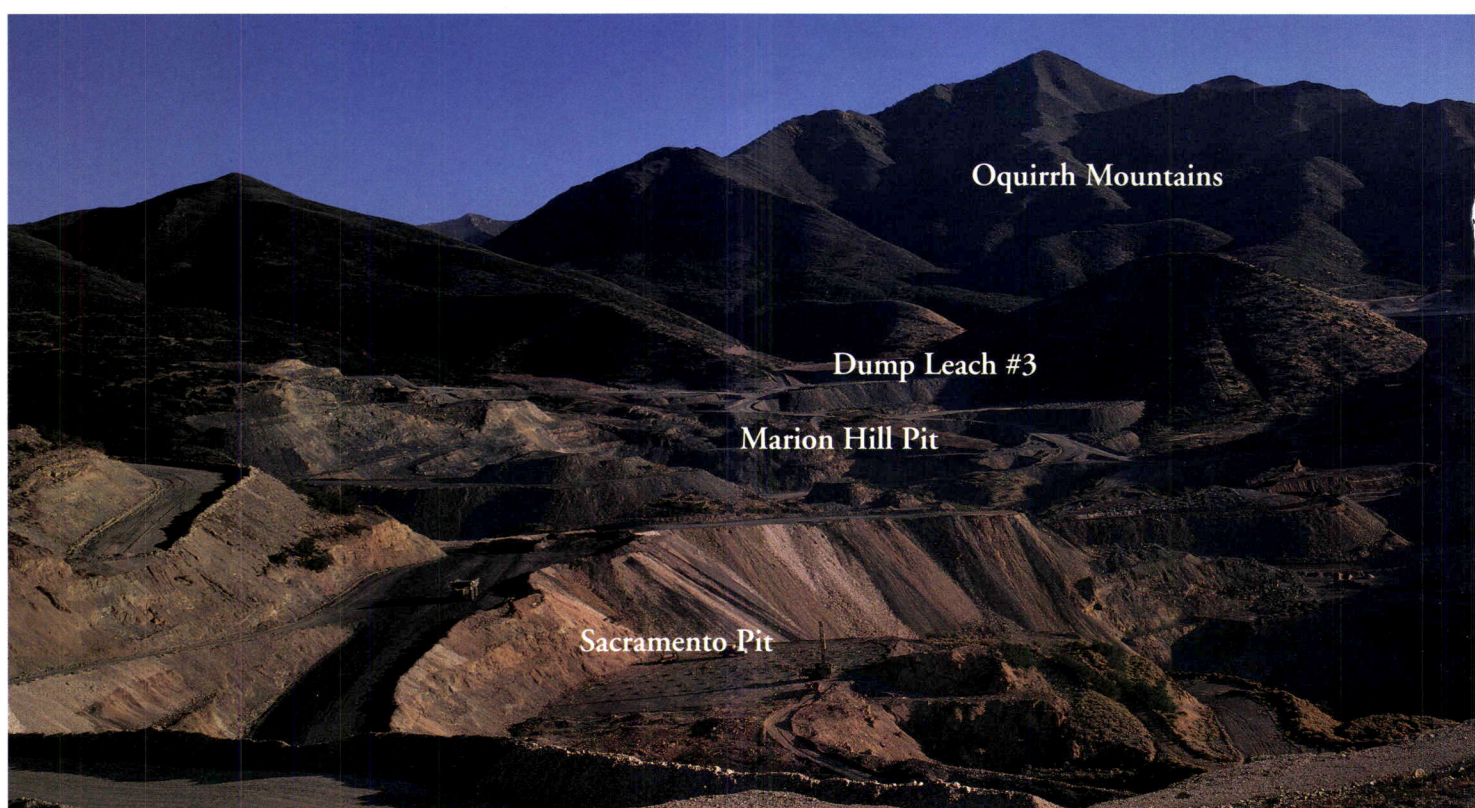 Oquirrh Mountains
Dump Leach #3
Marion Hill Pit
Sacramento Pit